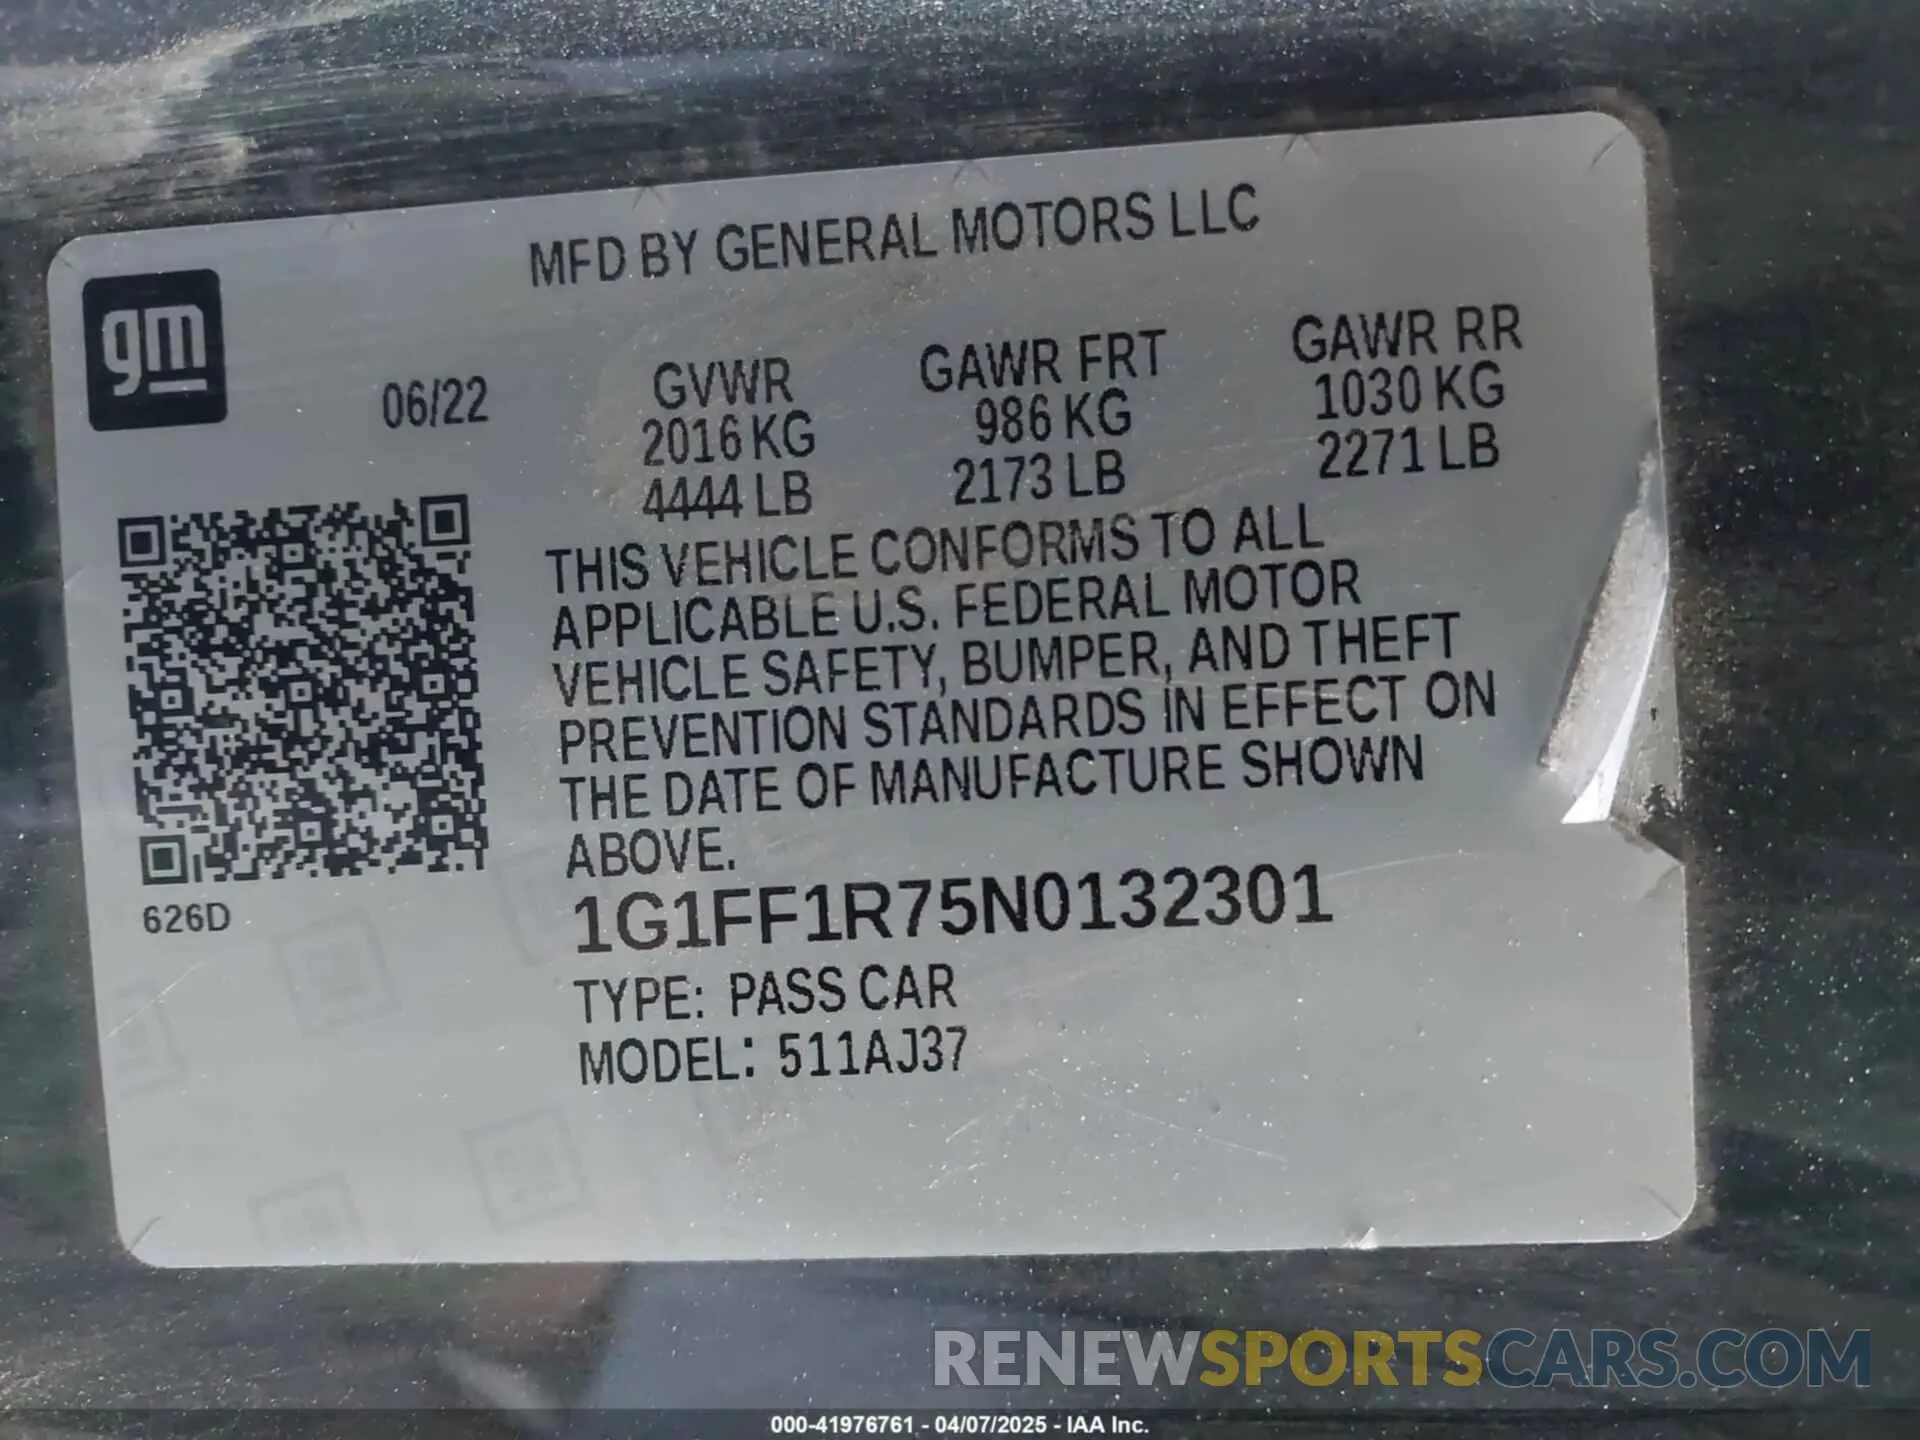 MFD BY GENERAL MOTORS LLC
gm
06/22
GVWR GAWR FRT GAWR RR
2016 KG 986 KG 1030 KG
4444 LB 2173 LB 2271 LB
THIS VEHICLE CONFORMS TO ALL
APPLICABLE U.S. FEDERAL MOTOR
VEHICLE SAFETY, BUMPER, AND THEFT
PREVENTION STANDARDS IN EFFECT ON
THE DATE OF MANUFACTURE SHOWN
ABOVE.
626D
1G1FF1R75N0132301
TYPE: PASS CAR
MODEL: 511AJ37
RENEWSPORTSCARS.COM
000-41976761 - 04/07/2025 - IAA Inc.